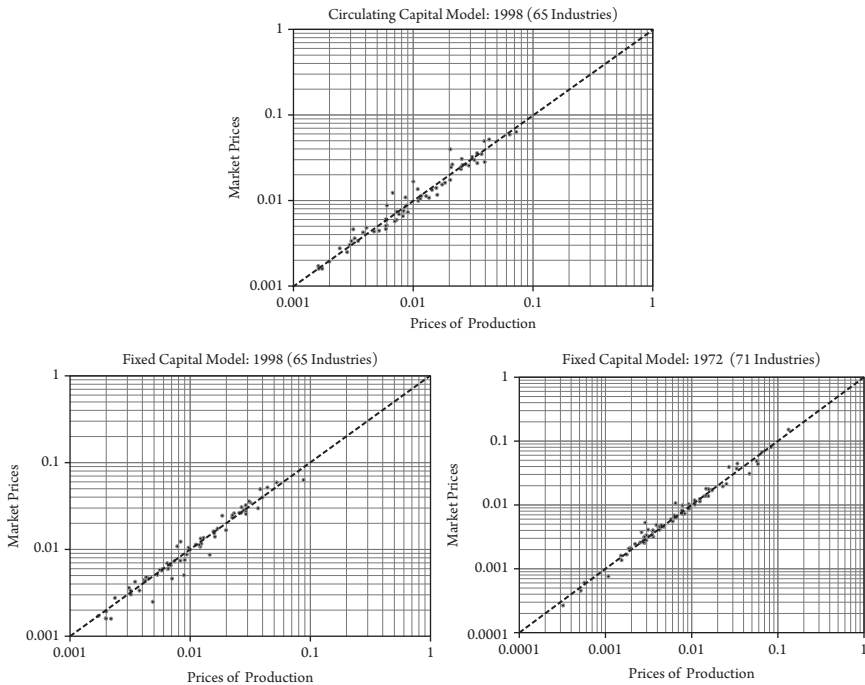 Circulating Capital Model: 1998 (65 Industries)
1
0.1
0.01
0.001
Market Prices
0.001 0.01 0.1 1
Prices of Production
Fixed Capital Model: 1998 (65 Industries)
1
0.1
0.01
0.001
Market Prices
0.001 0.01 0.1 1
Prices of Production
Fixed Capital Model: 1972 (71 Industries)
1
0.1
0.01
0.001
0.0001
Market Prices
0.0001 0.001 0.01 0.1 1
Prices of Production